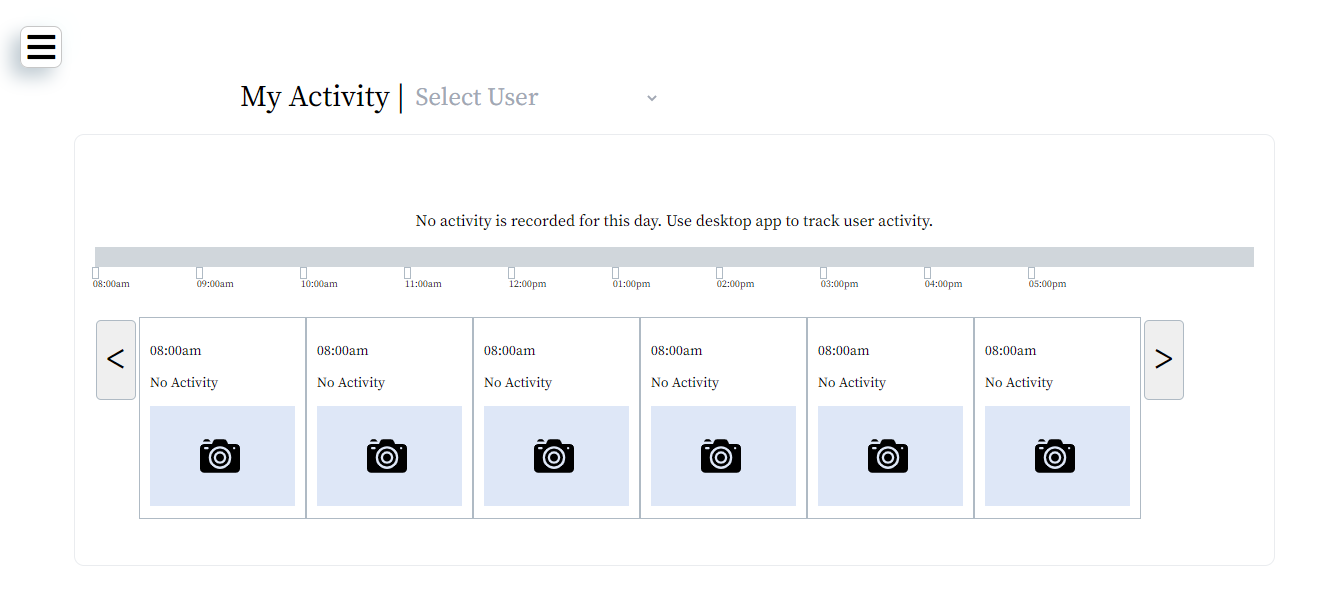 My Activity | Select User
No activity is recorded for this day. Use desktop app to track user activity.
08:00am 09:00am 10:00am 11:00am 12:00pm 01:00pm 02:00pm 03:00pm 04:00pm 05:00pm
< >
08:00am 08:00am 08:00am 08:00am 08:00am 08:00am
No Activity No Activity No Activity No Activity No Activity No Activity